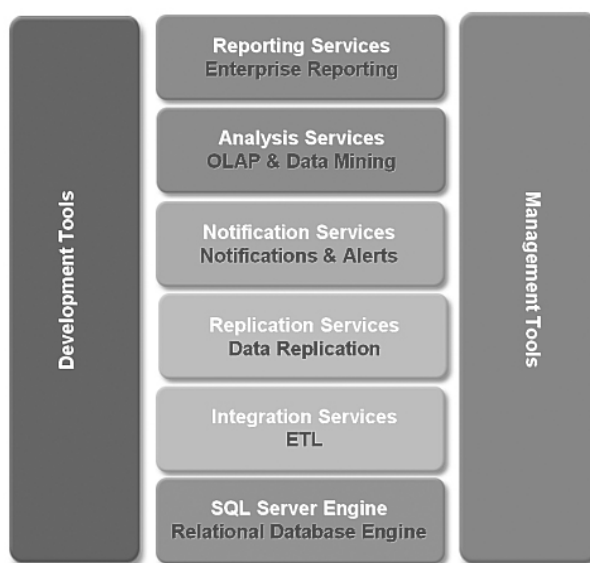 Development Tools
Reporting Services
Enterprise Reporting
Analysis Services
OLAP & Data Mining
Notification Services
Notifications & Alerts
Replication Services
Data Replication
Integration Services
ETL
SQL Server Engine
Relational Database Engine
Management Tools